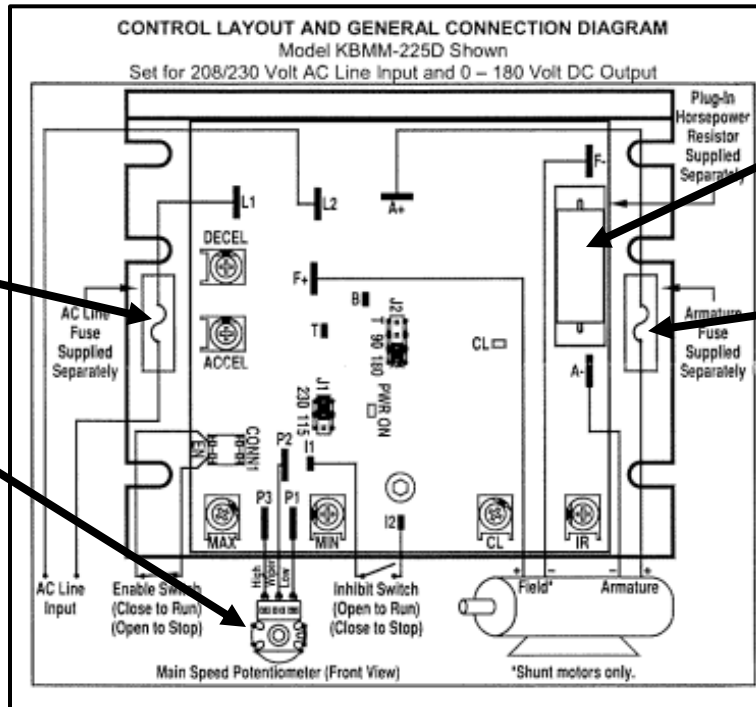 CONTROL LAYOUT AND GENERAL CONNECTION DIAGRAM
Model KBMM-225D Shown
Set for 208/230 Volt AC Line Input and 0 – 180 Volt DC Output
Plug-In
Horsepower
Resistor
Supplied
Separately
F-
L1
L2
A+
DECEL
F+
B
J2
T
90
180
AC Line
Fuse
Supplied
Separately
T
ACCEL
CL
Armature
Fuse
Supplied
Separately
A-
J1
230 115
PWR ON
EN
CONN1
P2
I1
P3
P1
I2
MAX
MIN
CL
IR
High
Wiper
Low
AC Line
Input
Enable Switch
(Close to Run)
(Open to Stop)
Inhibit Switch
(Open to Run)
(Close to Stop)
+ Field* –
– Armature +
Main Speed Potentiometer (Front View)
*Shunt motors only.